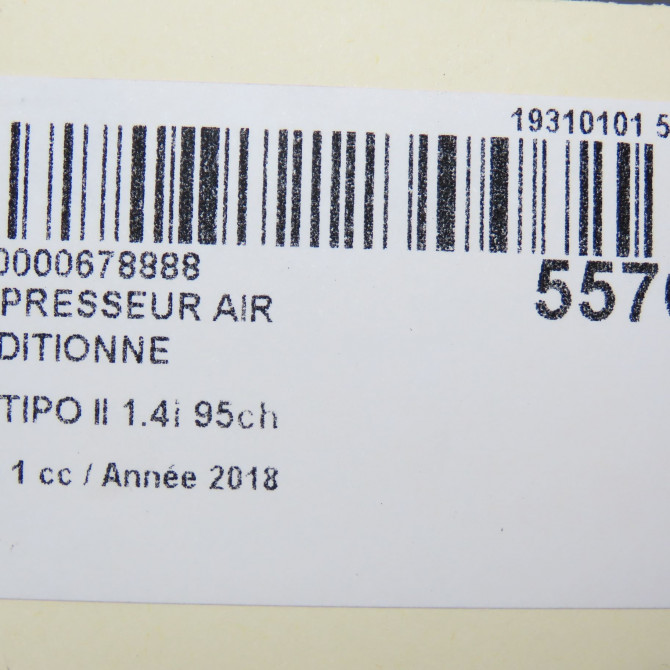 19310101 5
0000678888
5570
PRESSEUR AIR
DITIONNE
TIPO II 1.4i 95ch
1 cc / Année 2018